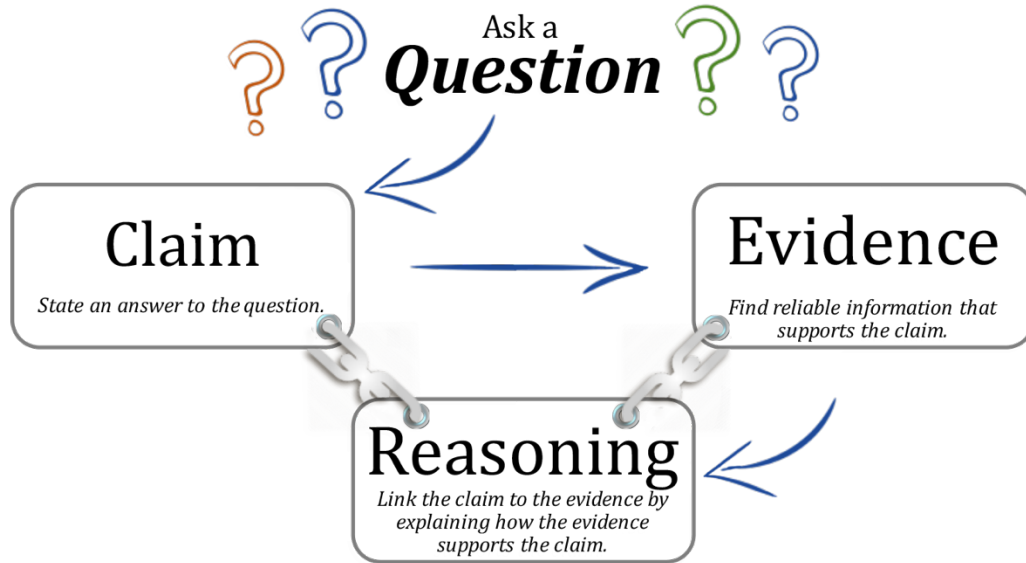 Ask a
Question
Claim
State an answer to the question.
Evidence
Find reliable information that
supports the claim.
Reasoning
Link the claim to the evidence by
explaining how the evidence
supports the claim.